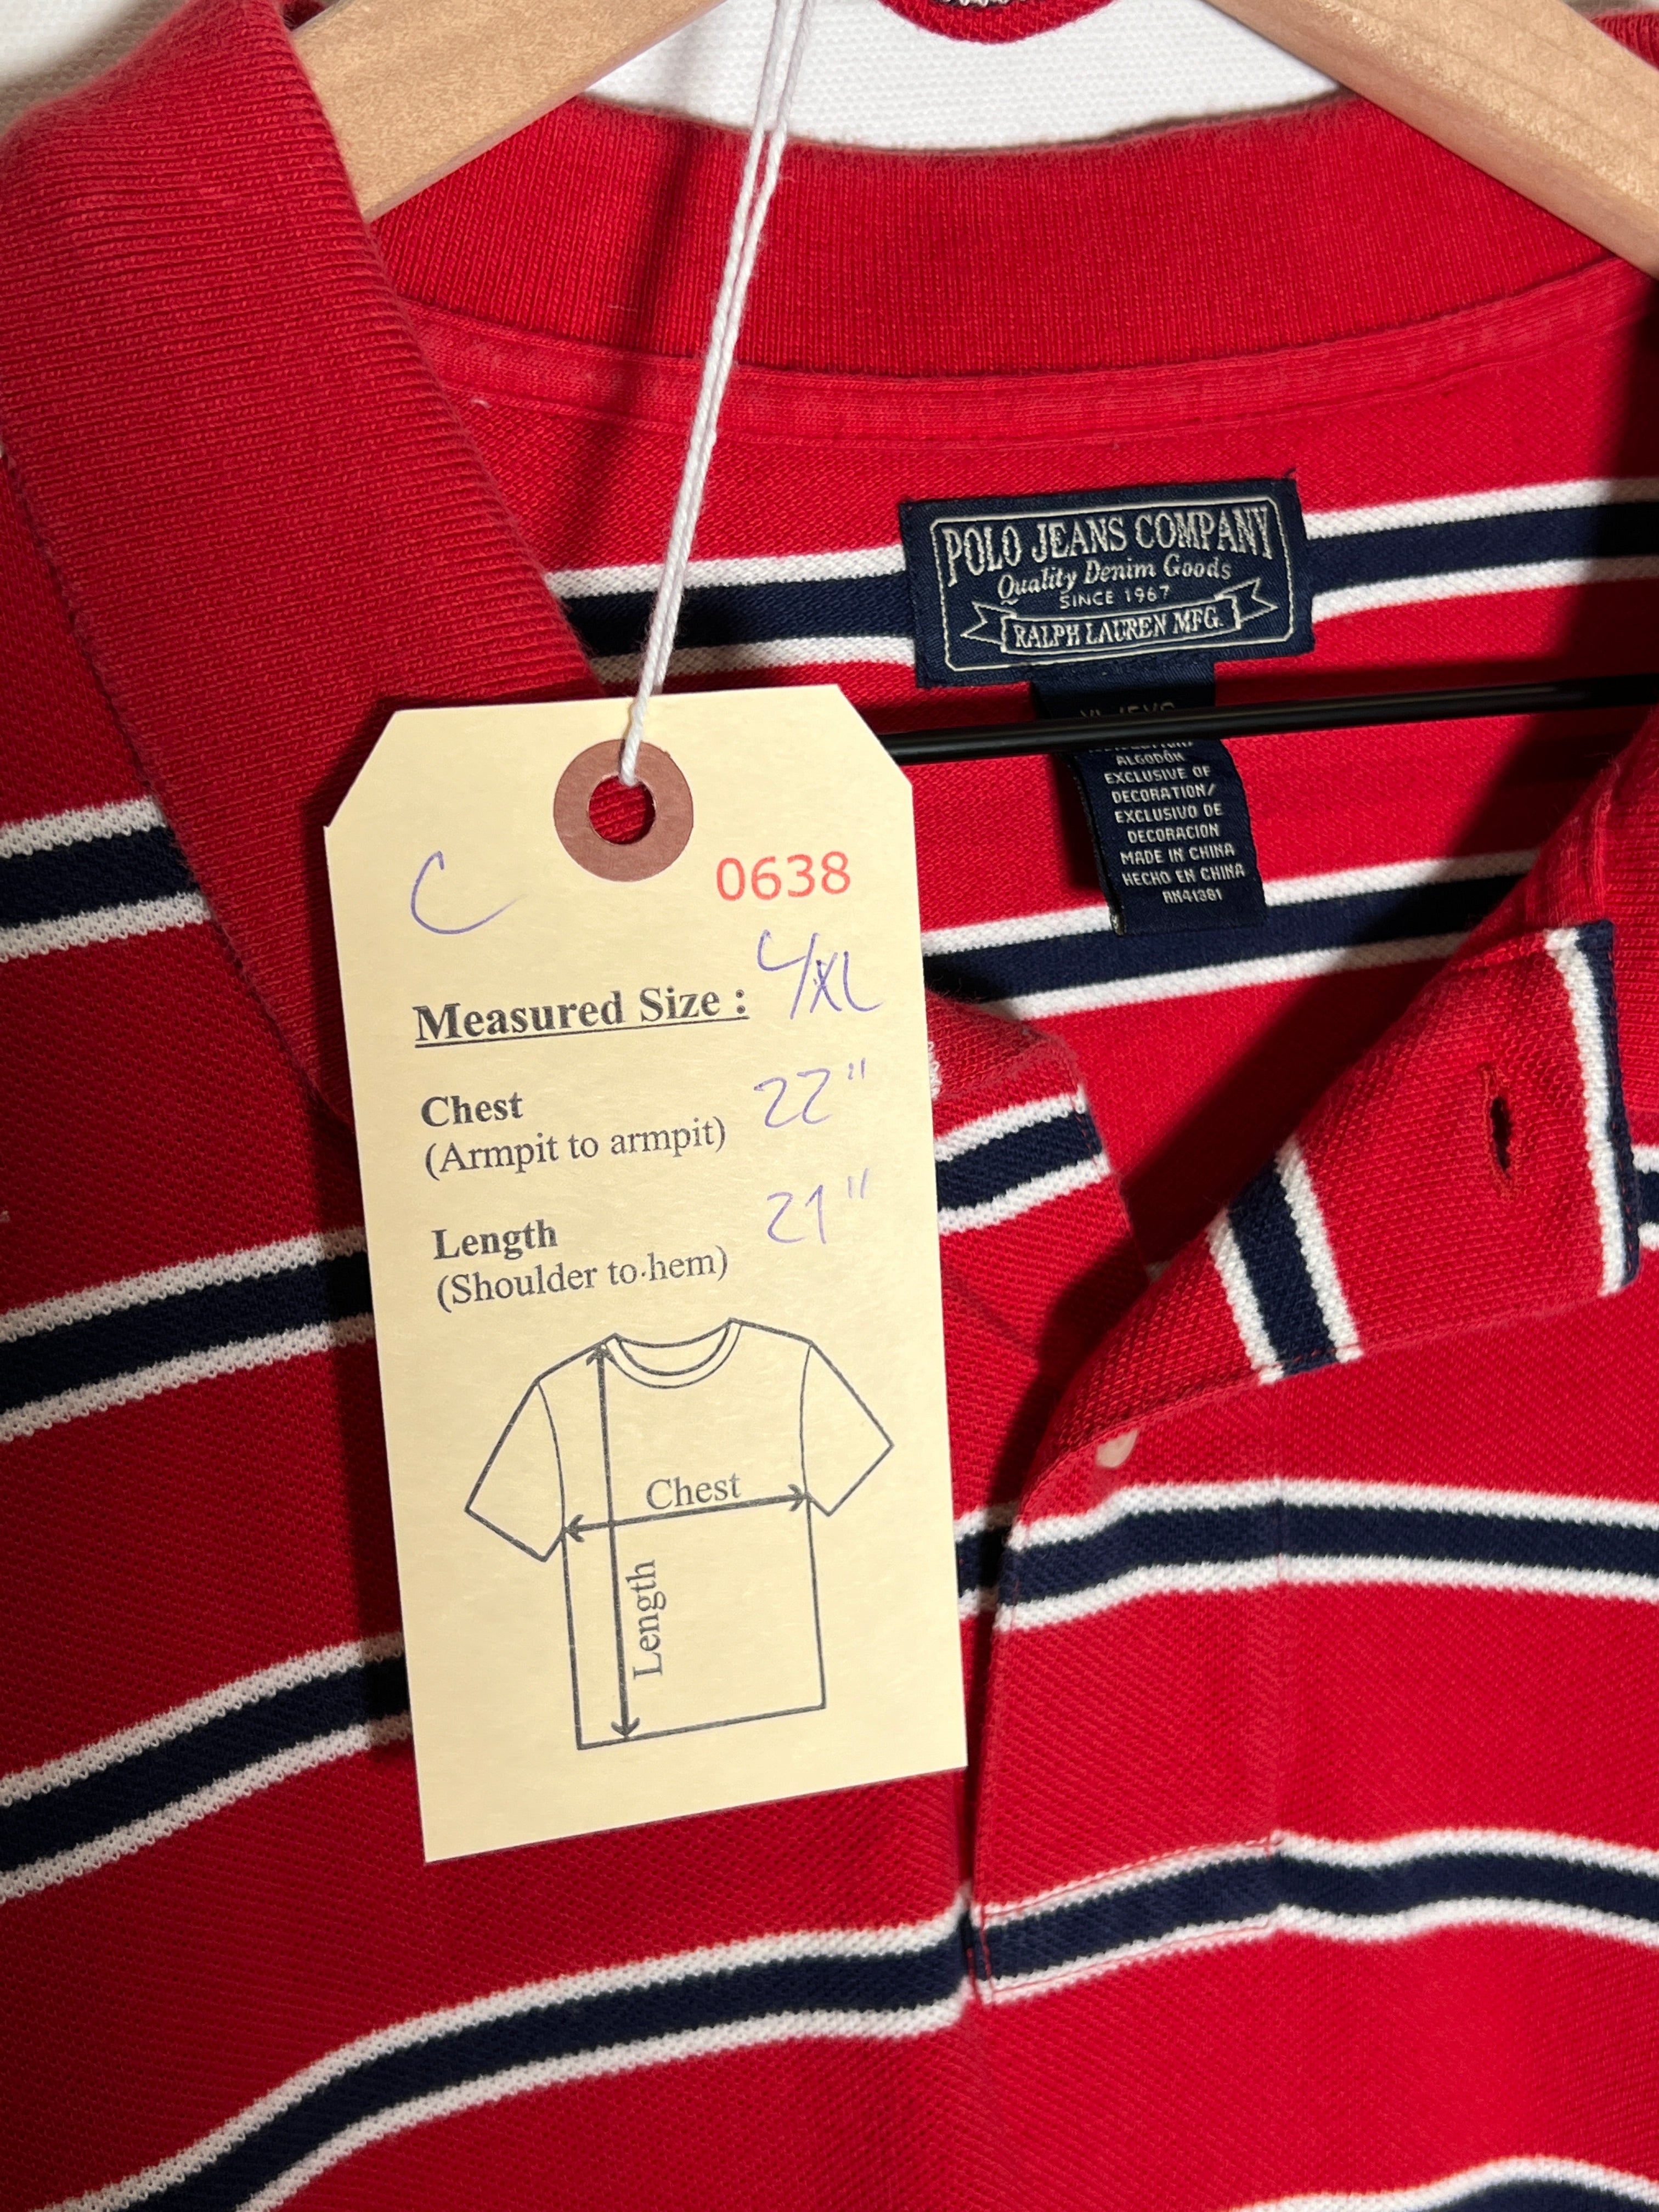 POLO JEANS COMPANY
Quality Denim Goods
SINCE 1967
RALPH LAUREN MFG.
ALGODÓN
EXCLUSIVE OF
DECORATION/
EXCLUSIVO DE
DECORACION
MADE IN CHINA
HECHO EN CHINA
RN41381
C
0638
Measured Size : L/XL
Chest 22"
(Armpit to armpit)
Length 21"
(Shoulder to hem)
Chest
Length